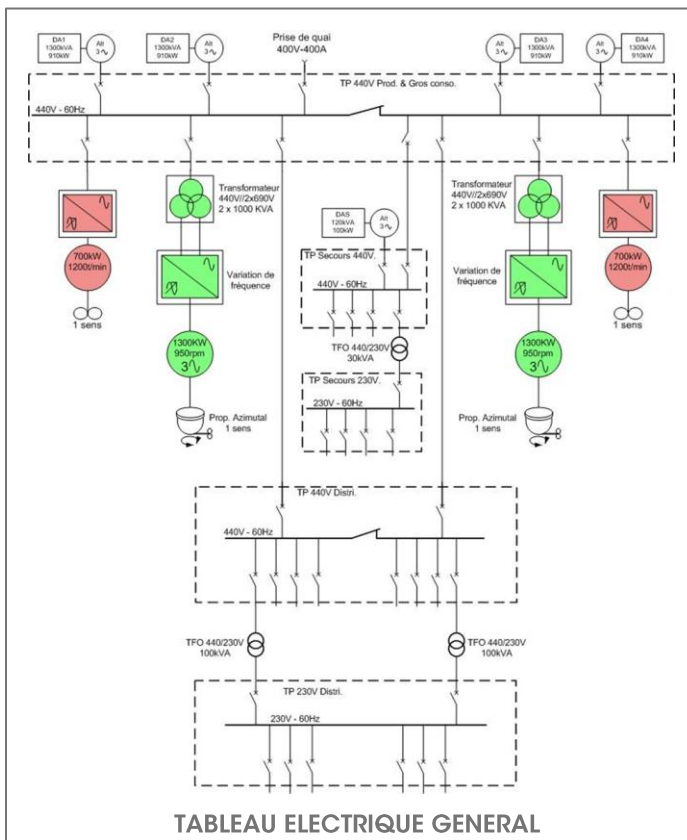 DA1
1300kVA
910kW
Alt
3
DA2
1300kVA
910kW
Alt
3
Prise de quai
400V-400A
DA3
1300kVA
910kW
Alt
3
DA4
1300kVA
910kW
Alt
3
TP 440V Prod. & Gros conso.
440V - 60Hz
700kW
1200t/min
1 sens
Transformateur
440V//2x690V
2 x 1000 KVA
Variation de
fréquence
1300KW
950rpm
3
Prop. Azimutal
1 sens
DAS
120kVA
100kW
Alt
3
TP Secours 440V.
440V - 60Hz
TFO 440/230V
30kVA
TP Secours 230V.
230V - 60Hz
Transformateur
440V//2x690V
2 x 1000 KVA
Variation de
fréquence
1300KW
950rpm
3
Prop. Azimutal
1 sens
700kW
1200t/min
1 sens
TP 440V Distri.
440V - 60Hz
TFO 440/230V
100kVA
TFO 440/230V
100kVA
TP 230V Distri.
230V - 60Hz
TABLEAU ELECTRIQUE GENERAL